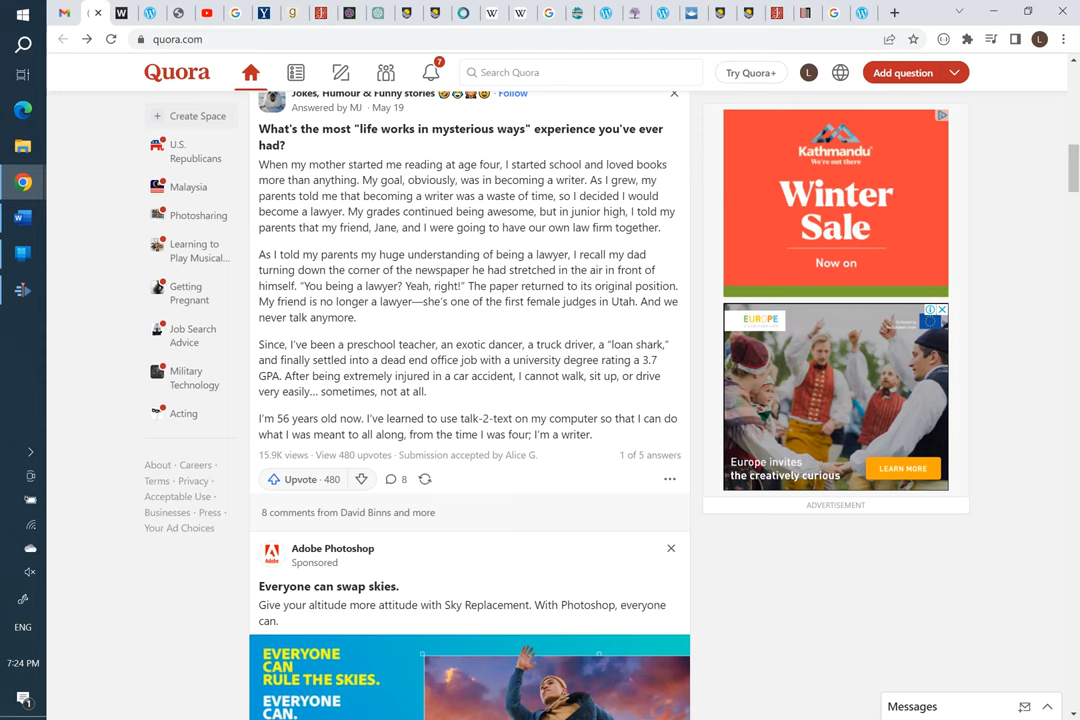 quora.com
Quora
7
Search Quora
Try Quora+
L
Add question
L
Create Space
U.S.
Republicans
Malaysia
Photosharing
Learning to
Play Musical...
Getting
Pregnant
Job Search
Advice
Military
Technology
Acting
About · Careers ·
Terms · Privacy ·
Acceptable Use ·
Businesses · Press ·
Your Ad Choices
Jokes, Humour & Funny stories 🤣😂🙈😄 · Follow
Answered by MJ · May 19
What's the most "life works in mysterious ways" experience you've ever
had?
When my mother started me reading at age four, I started school and loved books
more than anything. My goal, obviously, was in becoming a writer. As I grew, my
parents told me that becoming a writer was a waste of time, so I decided I would
become a lawyer. My grades continued being awesome, but in junior high, I told my
parents that my friend, Jane, and I were going to have our own law firm together.
As I told my parents my huge understanding of being a lawyer, I recall my dad
turning down the corner of the newspaper he had stretched in the air in front of
himself. “You being a lawyer? Yeah, right!” The paper returned to its original position.
My friend is no longer a lawyer—she’s one of the first female judges in Utah. And we
never talk anymore.
Since, I’ve been a preschool teacher, an exotic dancer, a truck driver, a “loan shark,”
and finally settled into a dead end office job with a university degree rating a 3.7
GPA. After being extremely injured in a car accident, I cannot walk, sit up, or drive
very easily… sometimes, not at all.
I’m 56 years old now. I’ve learned to use talk-2-text on my computer so that I can do
what I was meant to all along, from the time I was four; I’m a writer.
15.9K views · View 480 upvotes · Submission accepted by Alice G.
1 of 5 answers
Upvote · 480
8
8 comments from David Binns and more
Adobe Photoshop
Sponsored
Adobe
Everyone can swap skies.
Give your altitude more attitude with Sky Replacement. With Photoshop, everyone
can.
EVERYONE
CAN
RULE THE SKIES.
EVERYONE
CAN.
Kathmandu
We're out there
Winter
Sale
Now on
EUROPE
Europe invites
the creatively curious
LEARN MORE
ADVERTISEMENT
Messages
ENG
7:24 PM
1